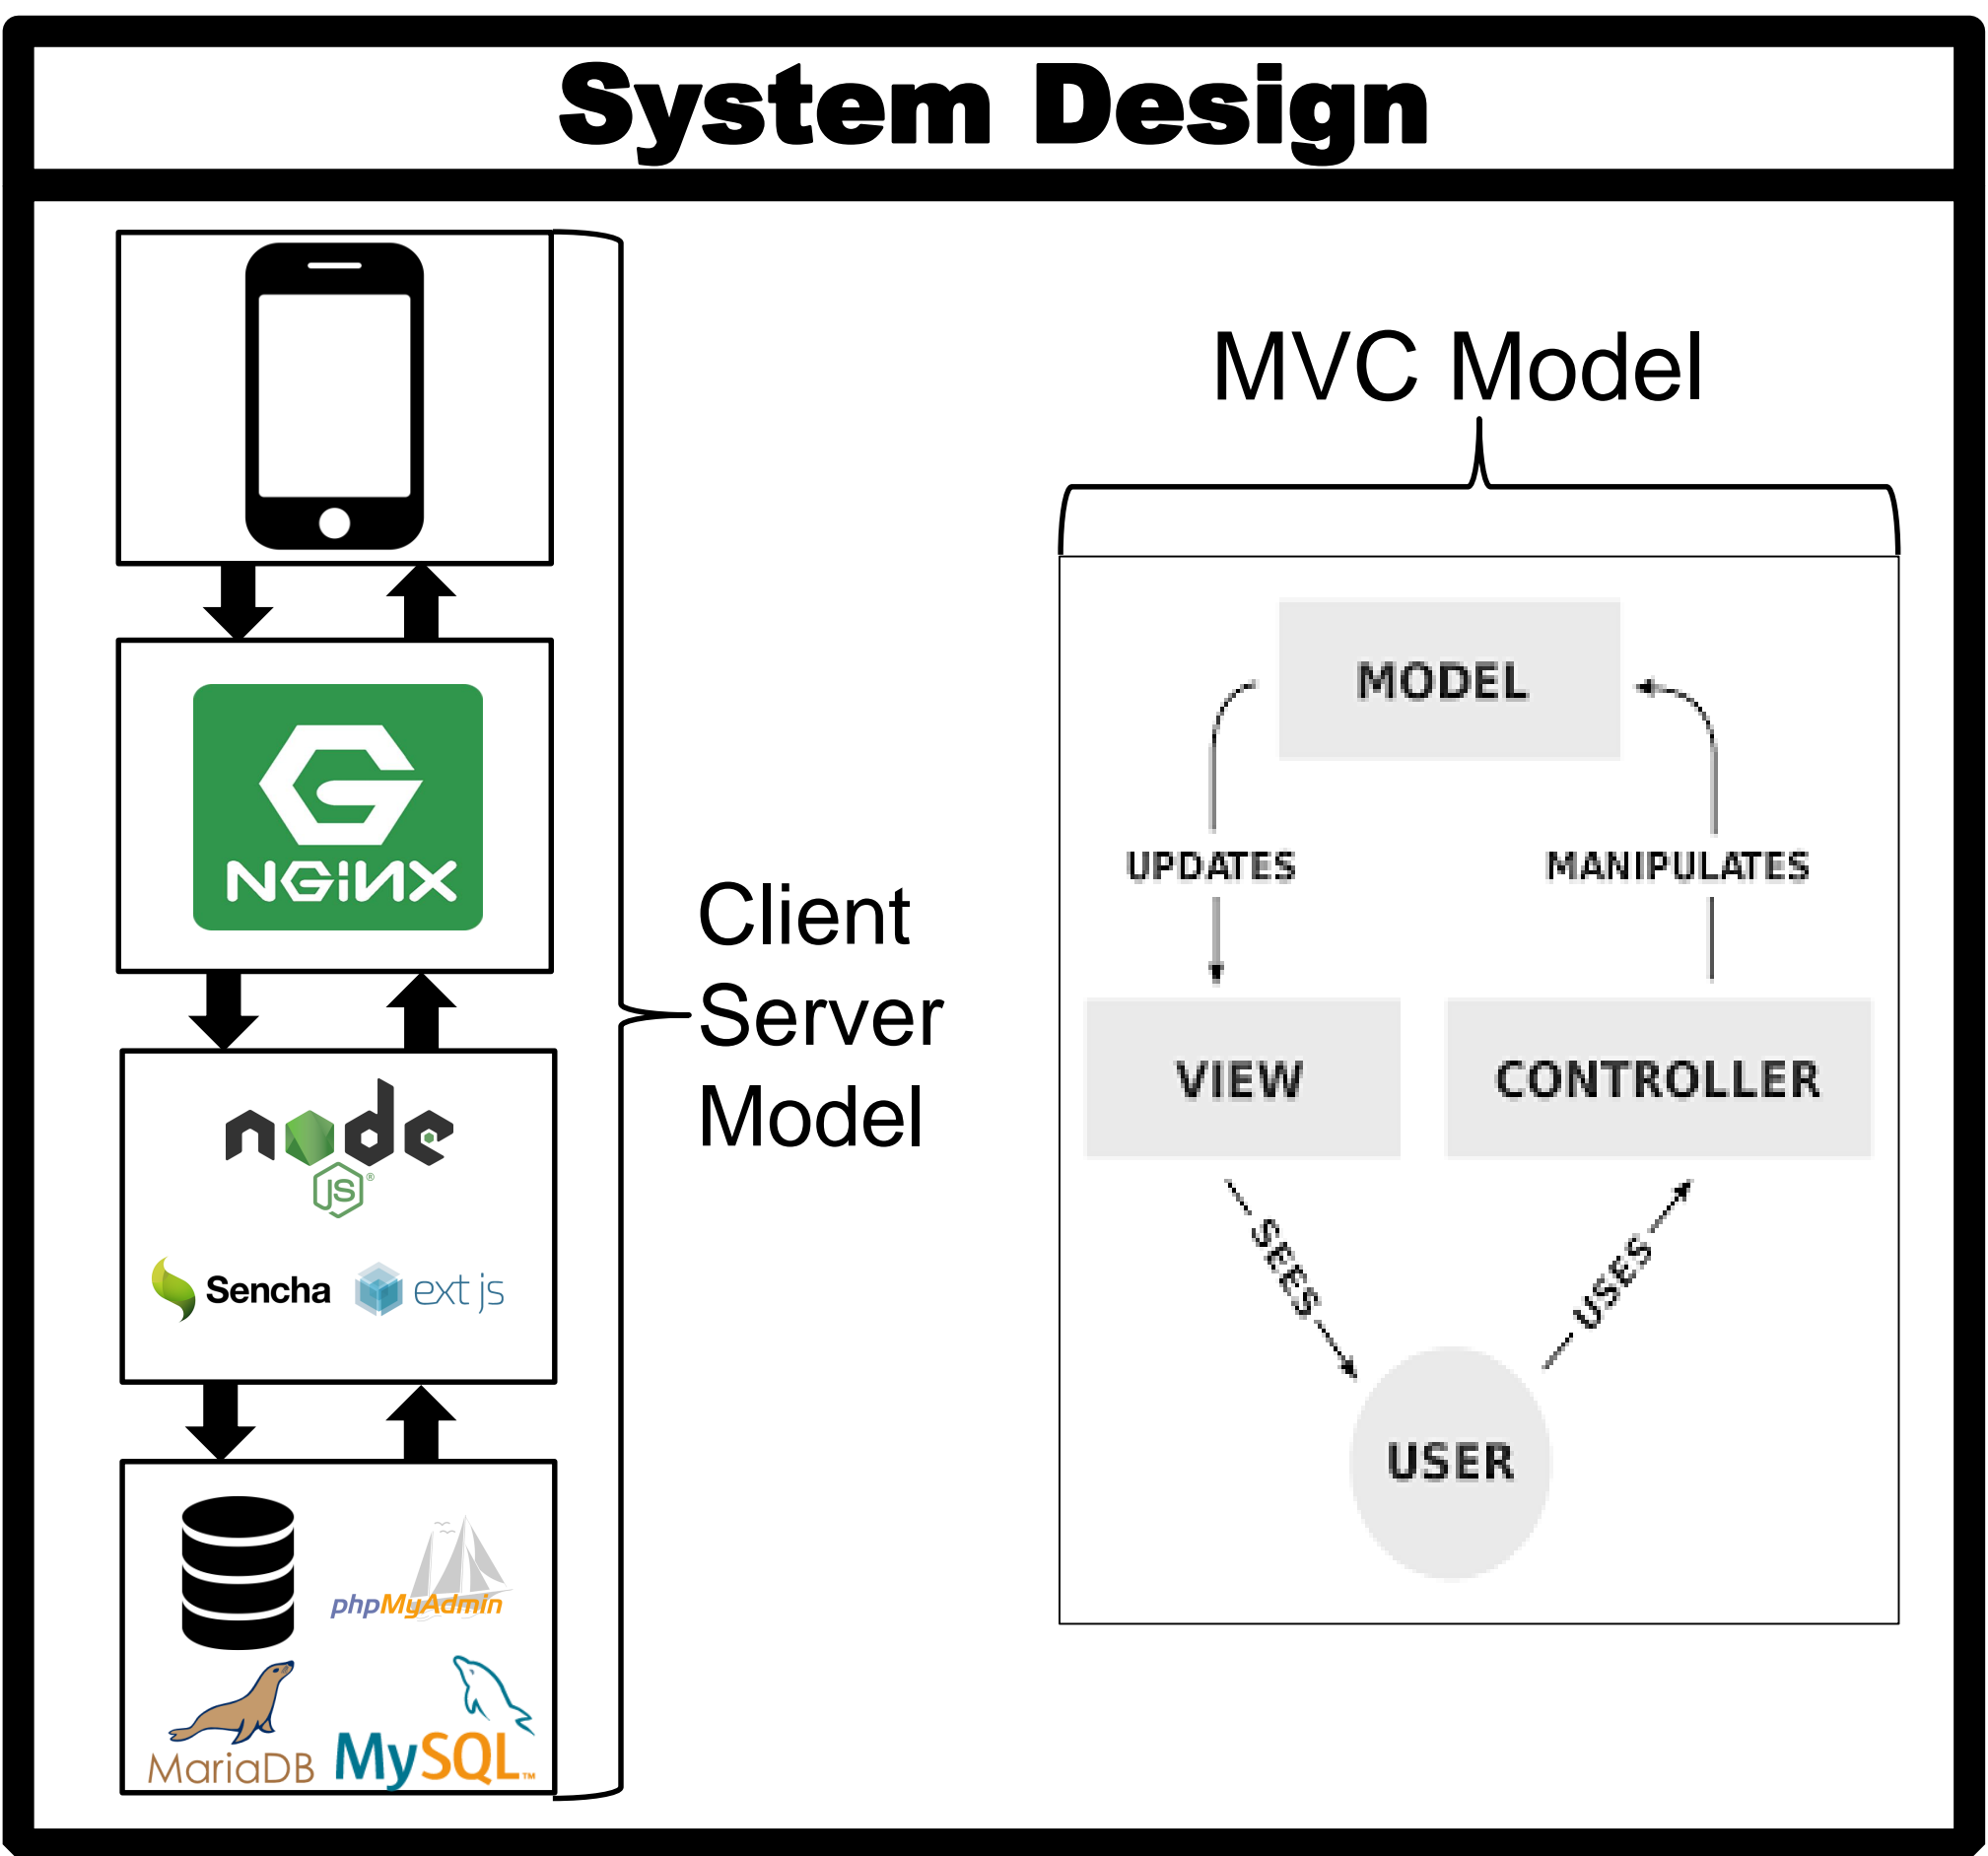 System Design
NGiNX
node
JS®
Sencha
ext js
phpMyAdmin
MariaDB
MySQL™
Client
Server
Model
MVC Model
MODEL
UPDATES
MANIPULATES
VIEW
CONTROLLER
SEES
USES
USER